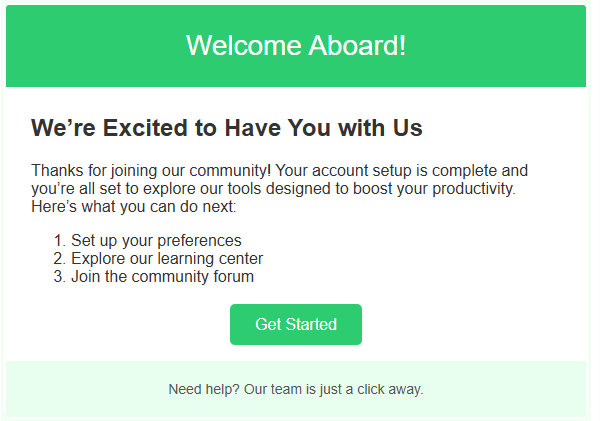 Welcome Aboard!
We’re Excited to Have You with Us
Thanks for joining our community! Your account setup is complete and
you’re all set to explore our tools designed to boost your productivity.
Here’s what you can do next:
1. Set up your preferences
2. Explore our learning center
3. Join the community forum
Get Started
Need help? Our team is just a click away.